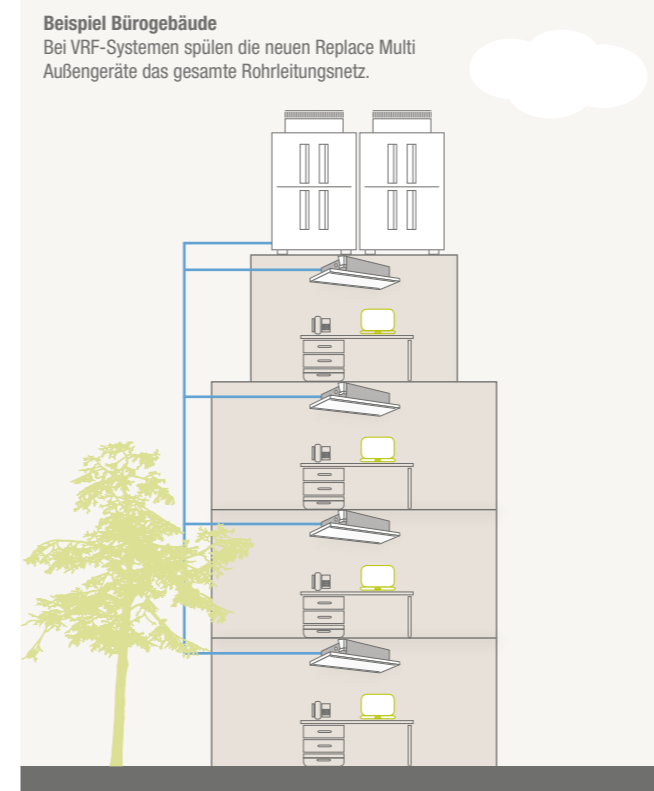 Beispiel Bürogebäude
Bei VRF-Systemen spülen die neuen Replace Multi
Außengeräte das gesamte Rohrleitungsnetz.